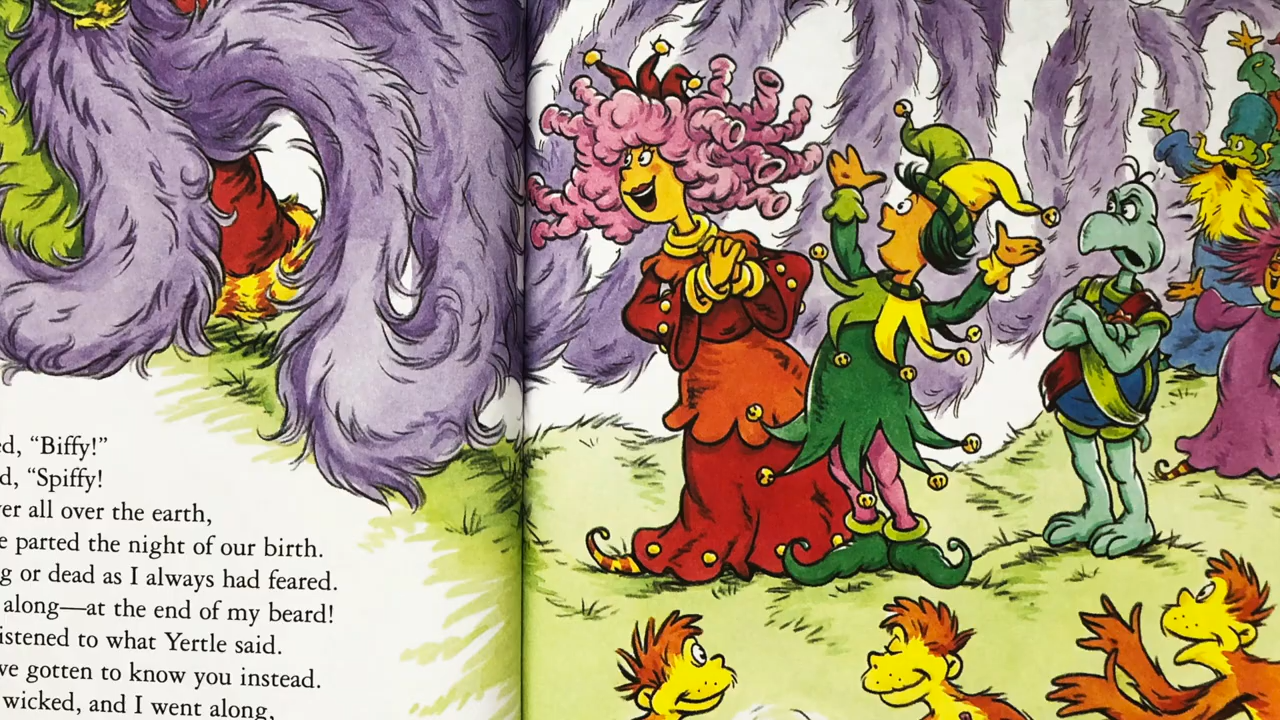 ed, “Biffy!”
d, “Spiffy!
er all over the earth,
e parted the night of our birth.
g or dead as I always had feared.
along—at the end of my beard!
istened to what Yertle said.
ve gotten to know you instead.
wicked, and I went along,